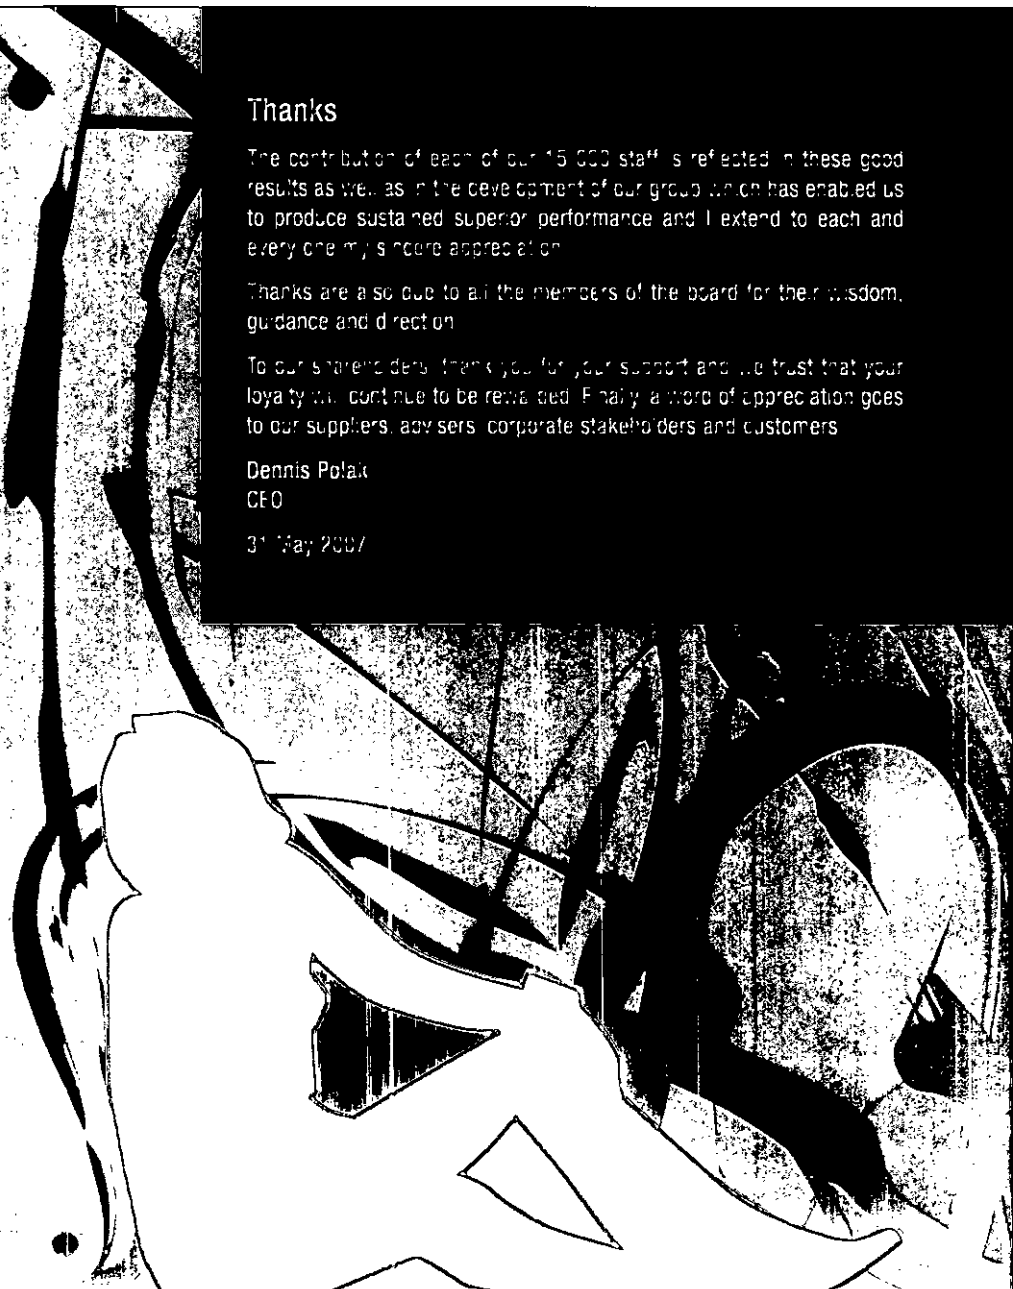 Thanks
The contribution of each of our 15 000 staff is reflected in these good
results as well as in the development of our group which has enabled us
to produce sustained superior performance and I extend to each and
every one my sincere appreciation
Thanks are also due to all the members of the board for their wisdom,
guidance and direction
To our shareholders, thank you for your support and we trust that your
loyalty will continue to be rewarded. Finally, a word of appreciation goes
to our suppliers, advisers, corporate stakeholders and customers
Dennis Polak
CEO
31 May 2007